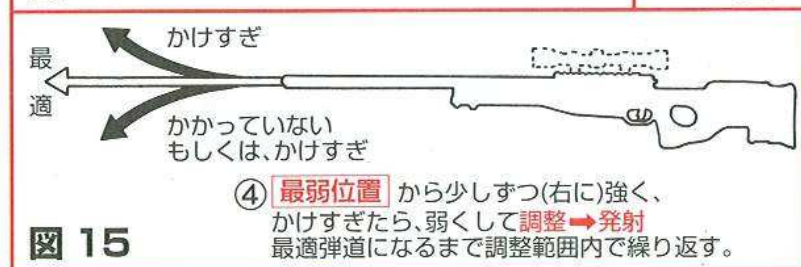 かけすぎ
最適
かかっていない
もしくは、かけすぎ
④ 最弱位置 から少しずつ(右に)強く、
かけすぎたら、弱くして調整➡発射
最適弾道になるまで調整範囲内で繰り返す。
図 15